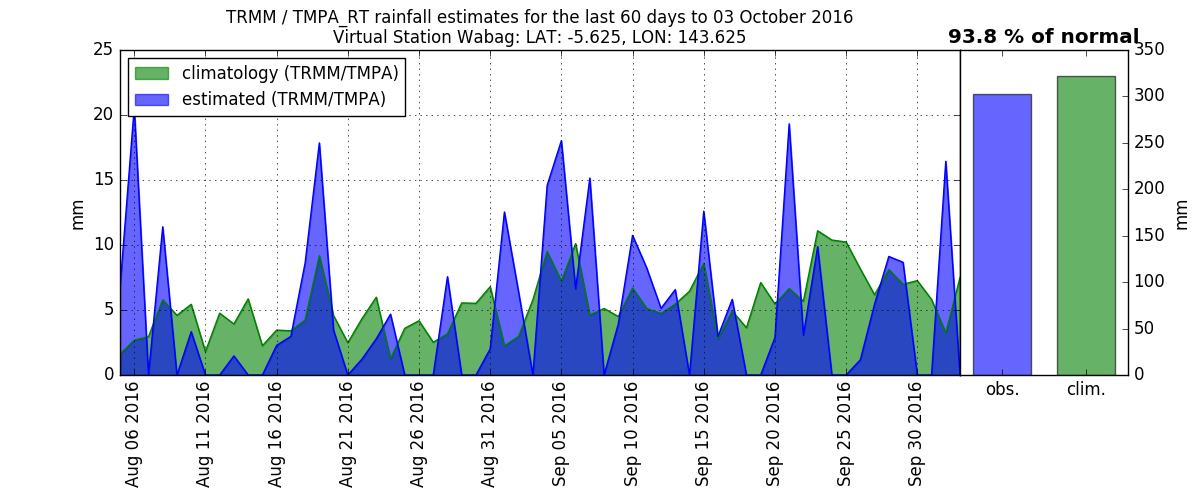 TRMM / TMPA_RT rainfall estimates for the last 60 days to 03 October 2016
Virtual Station Wabag: LAT: -5.625, LON: 143.625
93.8 % of normal
climatology (TRMM/TMPA)
estimated (TRMM/TMPA)
25
20
15
10
5
0
mm
Aug 06 2016
Aug 11 2016
Aug 16 2016
Aug 21 2016
Aug 26 2016
Aug 31 2016
Sep 05 2016
Sep 10 2016
Sep 15 2016
Sep 20 2016
Sep 25 2016
Sep 30 2016
obs.
clim.
350
300
250
200
150
100
50
0
mm